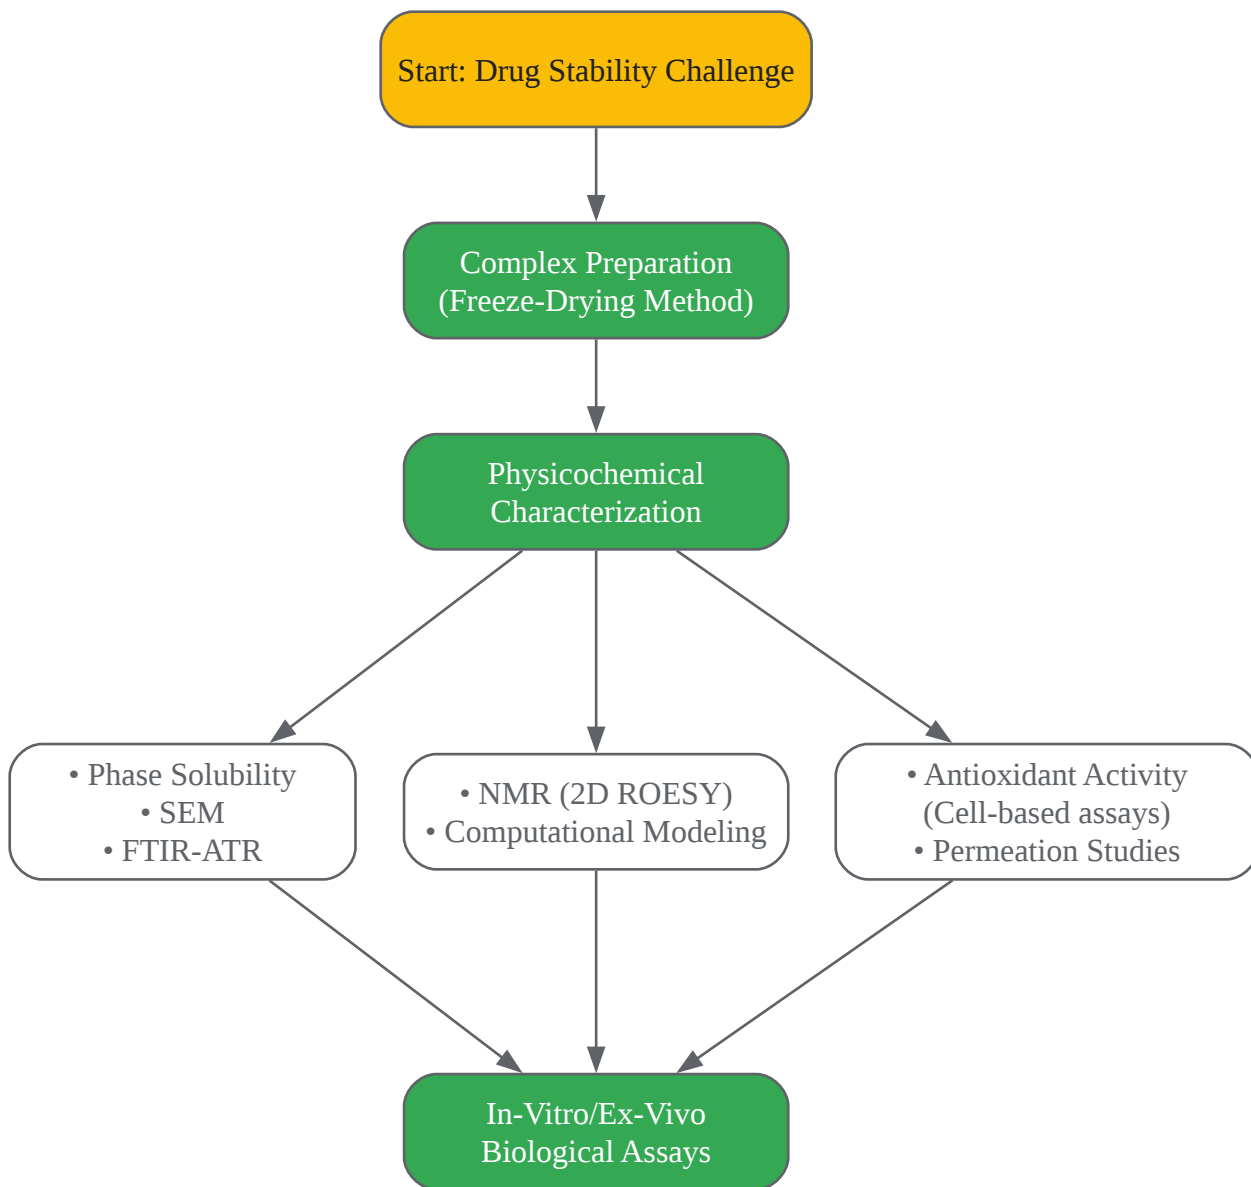 Start: Drug Stability Challenge
Complex Preparation
(Freeze-Drying Method)
Physicochemical
Characterization
• Phase Solubility
• SEM
• FTIR-ATR
• NMR (2D ROESY)
• Computational Modeling
• Antioxidant Activity
(Cell-based assays)
• Permeation Studies
In-Vitro/Ex-Vivo
Biological Assays